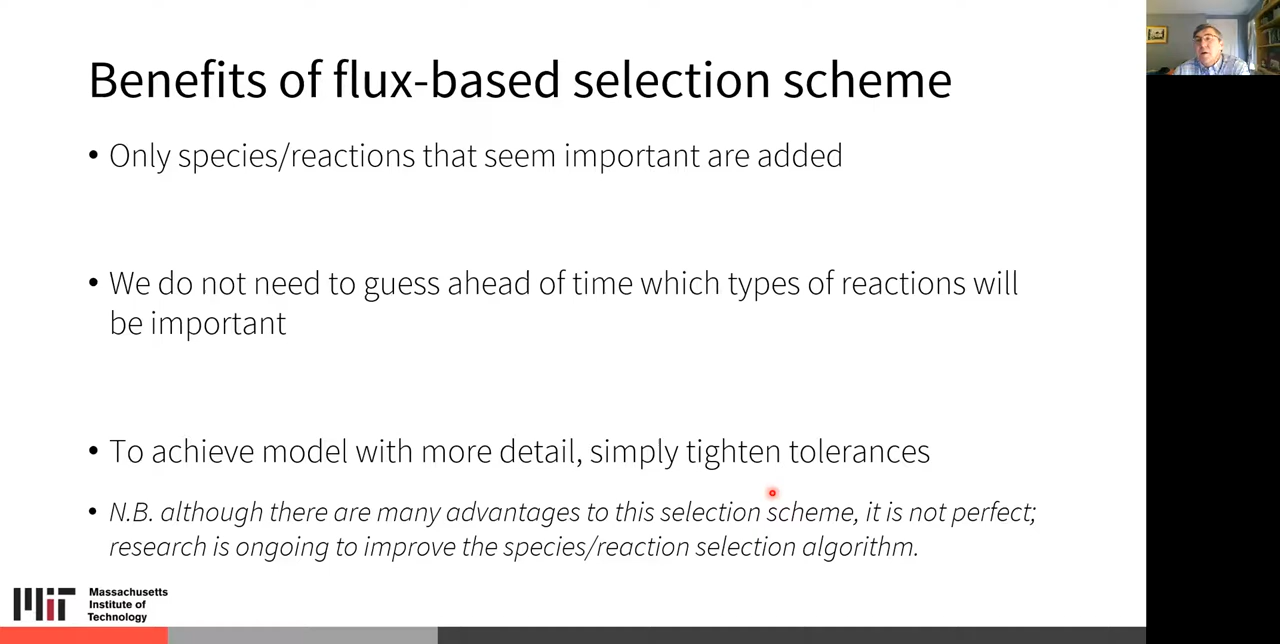 Benefits of flux-based selection scheme
• Only species/reactions that seem important are added
• We do not need to guess ahead of time which types of reactions will
be important
• To achieve model with more detail, simply tighten tolerances
• N.B. although there are many advantages to this selection scheme, it is not perfect;
research is ongoing to improve the species/reaction selection algorithm.
MIT
Massachusetts
Institute of
Technology